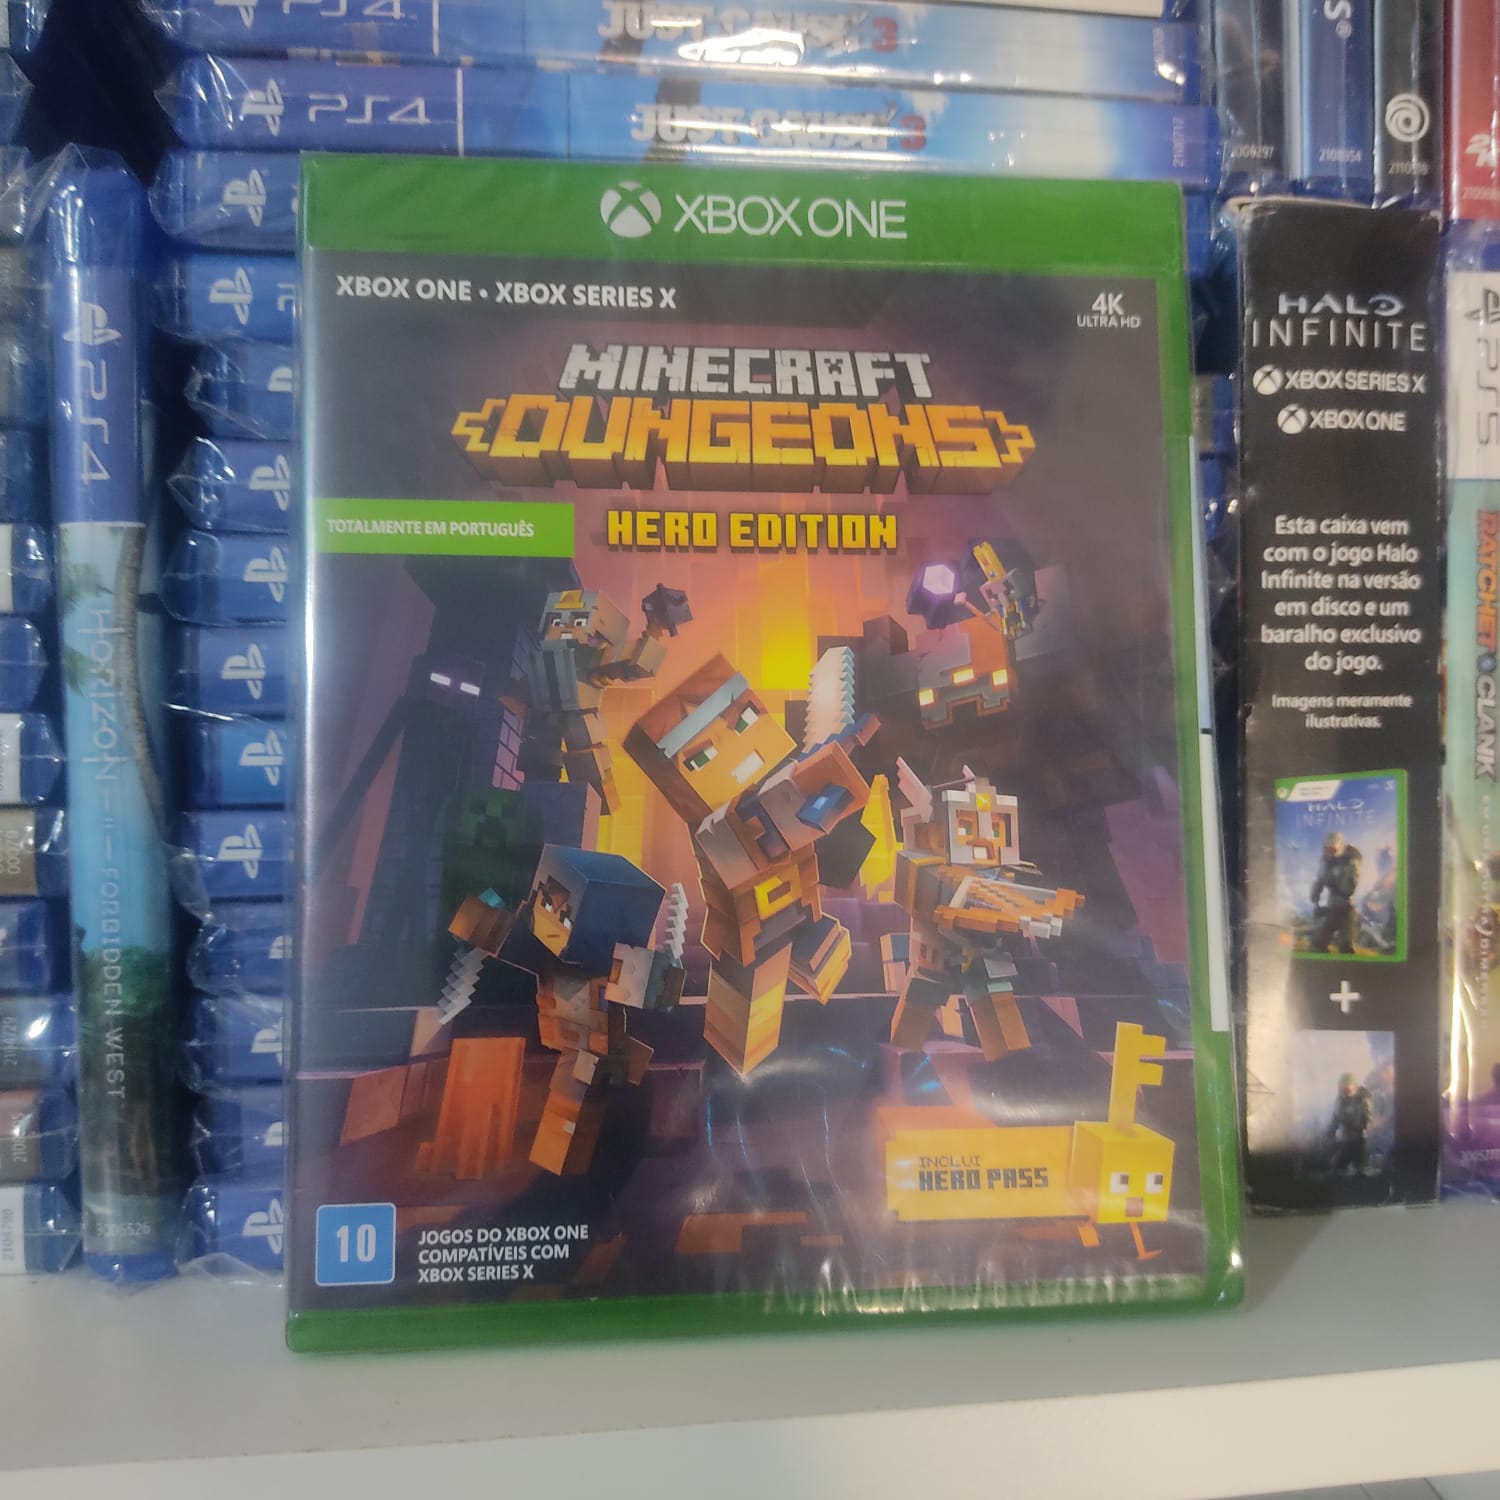 JUST CAUSE 3
PS4
JUST CAUSE 3
2108717
2108954
XBOX ONE
XBOX ONE • XBOX SERIES X
4K
ULTRA HD
MINECRAFT
DUNGEONS
HERO EDITION
TOTALMENTE EM PORTUGUÊS
INCLUI
HERO PASS
10
JOGOS DO XBOX ONE
COMPATÍVEIS COM
XBOX SERIES X
PS4
HORIZON
FORBIDDEN WEST
3005526
HALO
INFINITE
XBOX SERIES X
XBOX ONE
Esta caixa vem
com o jogo Halo
Infinite na versão
em disco e um
baralho exclusivo
do jogo.
Imagens meramente
ilustrativas.
HALO
INFINITE
+
PS5
RATCHET CLANK